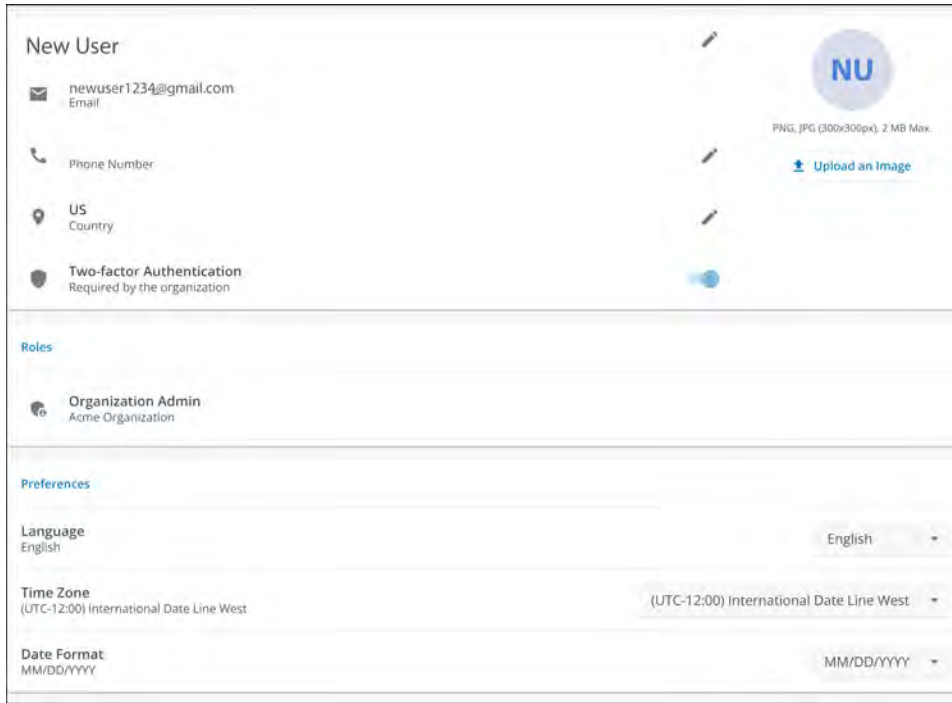 New User
NU
newuser1234@gmail.com
Email
PNG, JPG (300x300px), 2 MB Max.
Phone Number
Upload an Image
US
Country
Two-factor Authentication
Required by the organization
Roles
Organization Admin
Acme Organization
Preferences
Language
English
English
Time Zone
(UTC-12:00) International Date Line West
(UTC-12:00) International Date Line West
Date Format
MM/DD/YYYY
MM/DD/YYYY